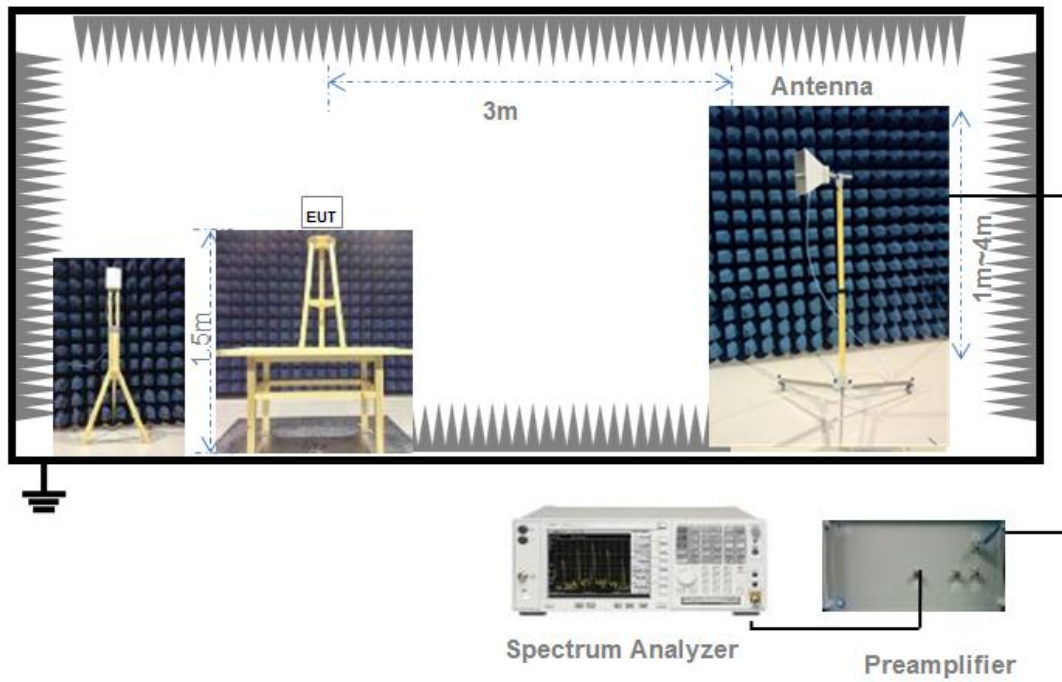 Antenna
3m
EUT
1.5m
1m~4m
Spectrum Analyzer
Preamplifier